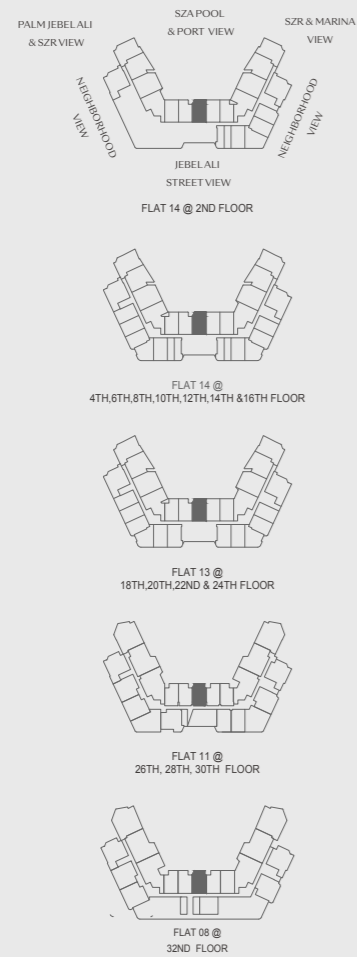 PALM JEBEL ALI
& SZR VIEW
SZA POOL
& PORT VIEW
SZR & MARINA
VIEW
NEIGHBORHOOD
VIEW
NEIGHBORHOOD
VIEW
JEBEL ALI
STREET VIEW
FLAT 14 @ 2ND FLOOR
FLAT 14 @
4TH,6TH,8TH,10TH,12TH,14TH &16TH FLOOR
FLAT 13 @
18TH,20TH,22ND & 24TH FLOOR
FLAT 11 @
26TH, 28TH, 30TH FLOOR
FLAT 08 @
32ND FLOOR